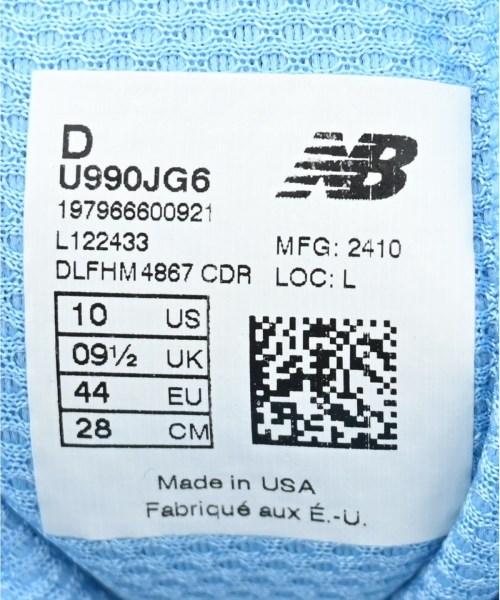 D
U990JG6
NB
197966600921
L122433
MFG: 2410
DLFHM4867 CDR
LOC: L
10 US
09½ UK
44 EU
28 CM
Made in USA
Fabriqué aux É.-U.